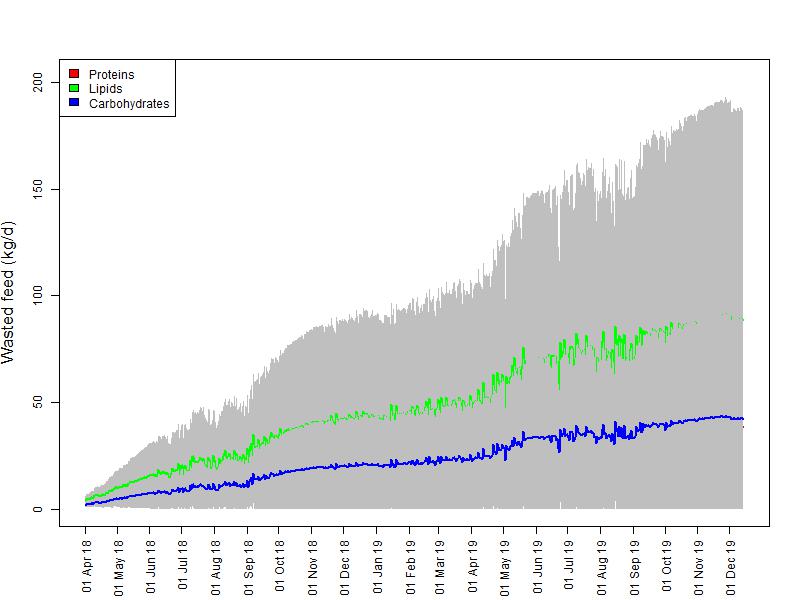 Proteins
Lipids
Carbohydrates
Wasted feed (kg/d)
200
150
100
50
0
01 Apr 18
01 May 18
01 Jun 18
01 Jul 18
01 Aug 18
01 Sep 18
01 Oct 18
01 Nov 18
01 Dec 18
01 Jan 19
01 Feb 19
01 Mar 19
01 Apr 19
01 May 19
01 Jun 19
01 Jul 19
01 Aug 19
01 Sep 19
01 Oct 19
01 Nov 19
01 Dec 19